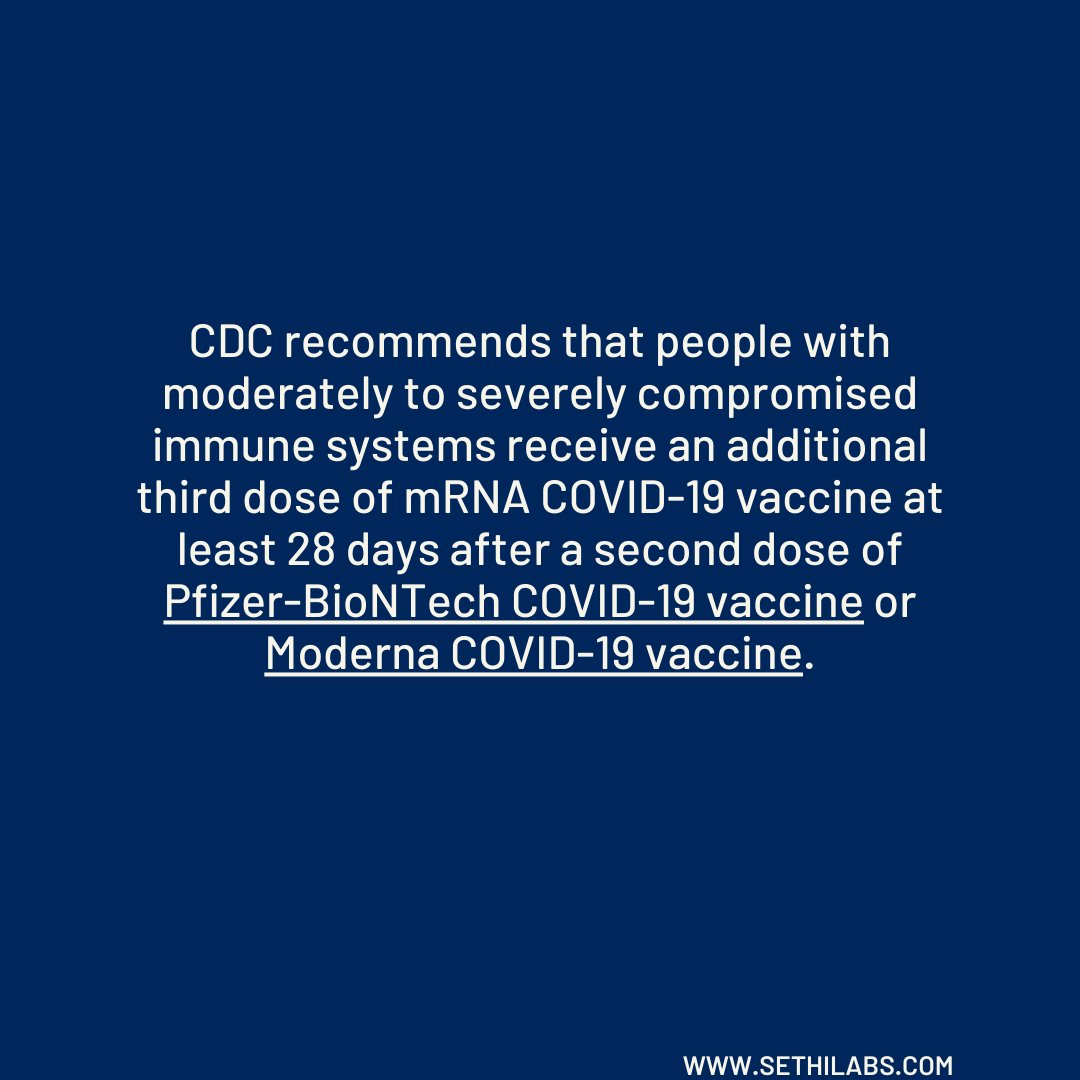 CDC recommends that people with
moderately to severely compromised
immune systems receive an additional
third dose of mRNA COVID-19 vaccine at
least 28 days after a second dose of
Pfizer-BioNTech COVID-19 vaccine or
Moderna COVID-19 vaccine.
WWW.SETHILABS.COM